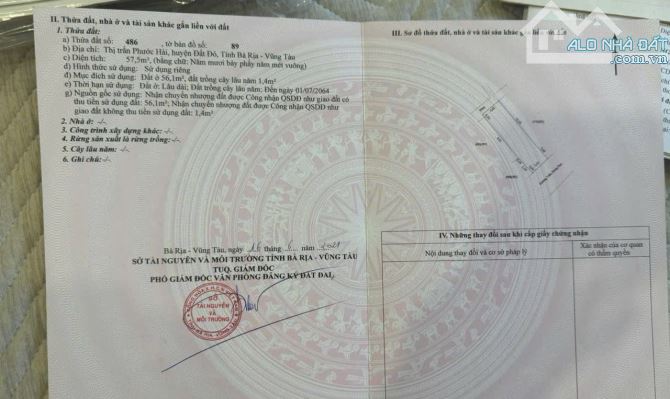 II. Thửa đất, nhà ở và tài sản khác gắn liền với đất
1. Thửa đất:
a) Thửa đất số: 486 , tờ bản đồ số: 89
b) Địa chỉ: Thị trấn Phước Hải, huyện Đất Đỏ, Tỉnh Bà Rịa - Vũng Tàu
c) Diện tích: 57,5m², (bằng chữ: Năm mươi bảy phẩy năm mét vuông)
d) Hình thức sử dụng: Sử dụng riêng
đ) Mục đích sử dụng: Đất ở 56,1m², đất trồng cây lâu năm 1,4m²
e) Thời hạn sử dụng: Đất ở: Lâu dài; Đất trồng cây lâu năm: Đến ngày 01/07/2064
g) Nguồn gốc sử dụng: Nhận chuyển nhượng đất được Công nhận QSDĐ như giao đất có
thu tiền sử dụng đất: 56,1m²; Nhận chuyển nhượng đất được Công nhận QSDĐ như
giao đất không thu tiền sử dụng đất: 1,4m²
2. Nhà ở: -/-
3. Công trình xây dựng khác: -/-
4. Rừng sản xuất là rừng trồng: -/-
5. Cây lâu năm: -/-
6. Ghi chú: -/-
Bà Rịa - Vũng Tàu, ngày 16 tháng năm 2021
SỞ TÀI NGUYÊN VÀ MÔI TRƯỜNG TỈNH BÀ RỊA - VŨNG TÀU
TUQ. GIÁM ĐỐC
PHÓ GIÁM ĐỐC VĂN PHÒNG ĐĂNG KÝ ĐẤT ĐAI
SỞ
TÀI NGUYÊN
VÀ
MÔI TRƯỜNG
III. Sơ đồ thửa đất, nhà ở và tài sản khác gắn liền với đất
ALO NHÀ ĐẤT
IV. Những thay đổi sau khi cấp giấy chứng nhận
Nội dung thay đổi và cơ sở pháp lý
Xác nhận của cơ quan
có thẩm quyền